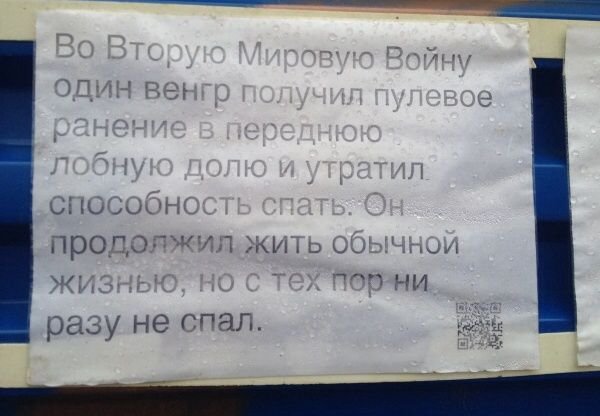 Во Вторую Мировую Войну
один венгр получил пулевое
ранение в переднюю
лобную долю и утратил
способность спать. Он
продолжил жить обычной
жизнью, но с тех пор ни
разу не спал.